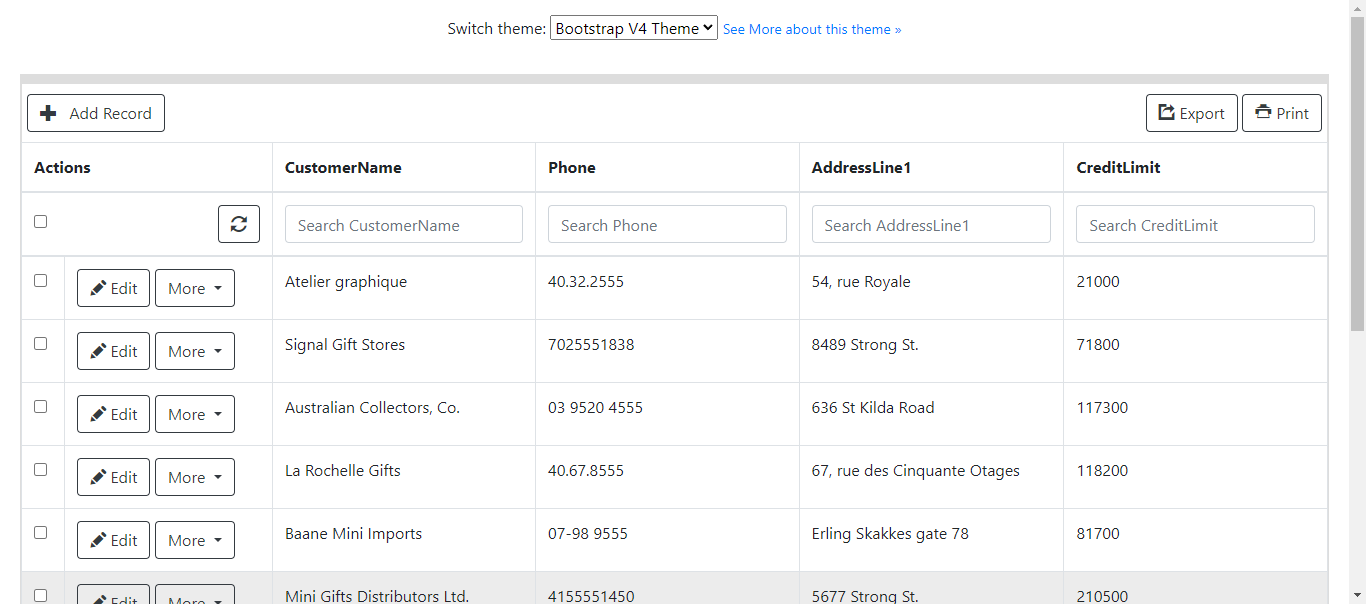 Switch theme: Bootstrap V4 Theme See More about this theme »
Add Record Export Print
Actions CustomerName Phone AddressLine1 CreditLimit
Search CustomerName Search Phone Search AddressLine1 Search CreditLimit
Edit More Atelier graphique 40.32.2555 54, rue Royale 21000
Edit More Signal Gift Stores 7025551838 8489 Strong St. 71800
Edit More Australian Collectors, Co. 03 9520 4555 636 St Kilda Road 117300
Edit More La Rochelle Gifts 40.67.8555 67, rue des Cinquante Otages 118200
Edit More Baane Mini Imports 07-98 9555 Erling Skakkes gate 78 81700
Edit More Mini Gifts Distributors Ltd. 4155551450 5677 Strong St. 210500